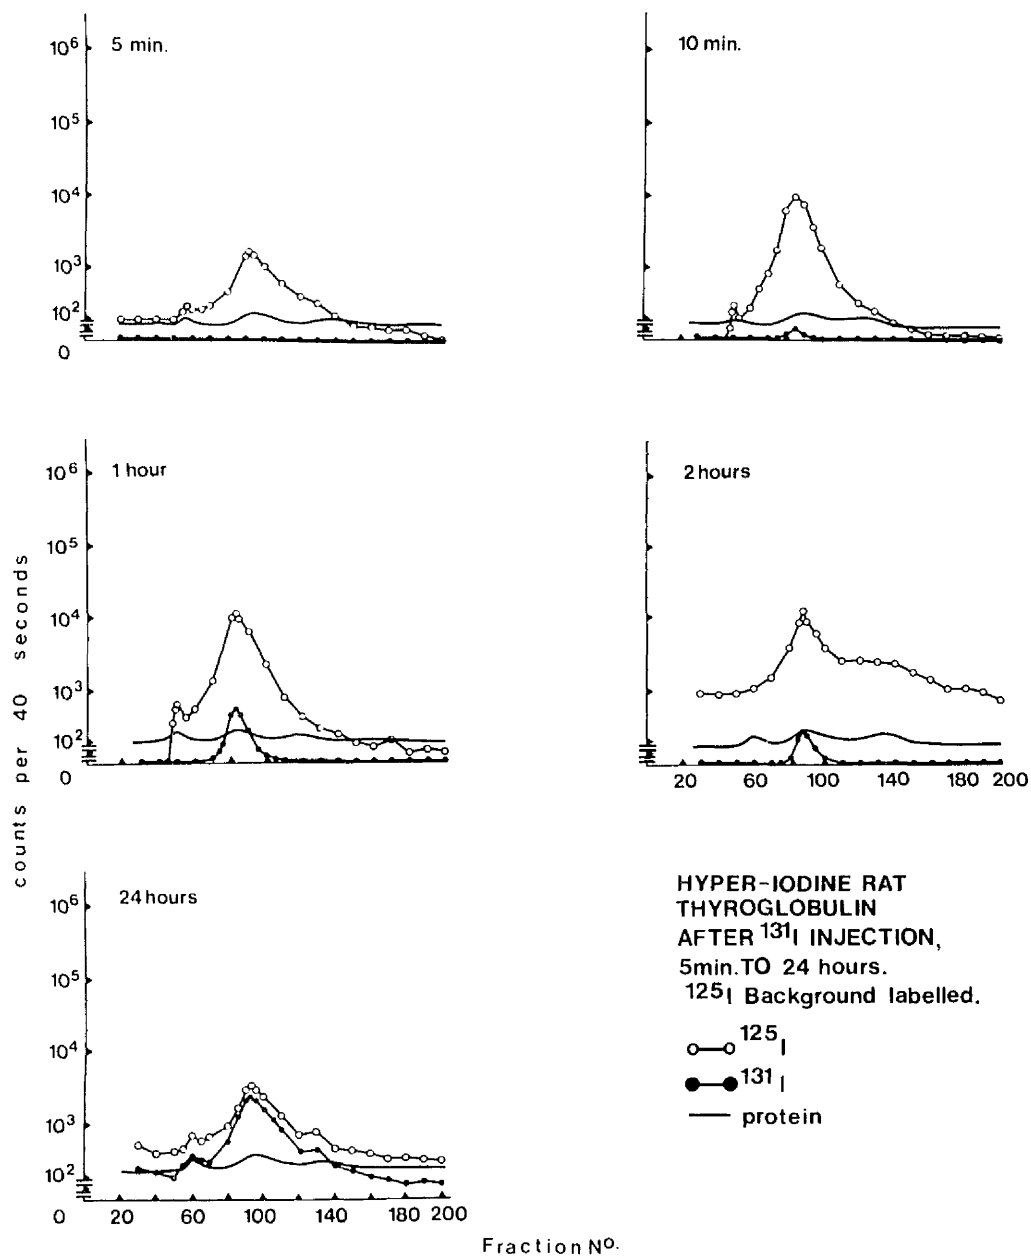 5 min.
10⁶
10⁵
10⁴
10³
10²
0
10 min.
1 hour
10⁶
10⁵
10⁴
10³
10²
0
2 hours
20 60 100 140 200
counts per 40 seconds
24 hours
10⁶
10⁵
10⁴
10³
10²
0 20 60 100 140 180 200
Fraction Nº.
HYPER-IODINE RAT
THYROGLOBULIN
AFTER ¹³¹I INJECTION,
5min. TO 24 hours.
¹²⁵I Background labelled.
¹²⁵I
¹³¹I
protein